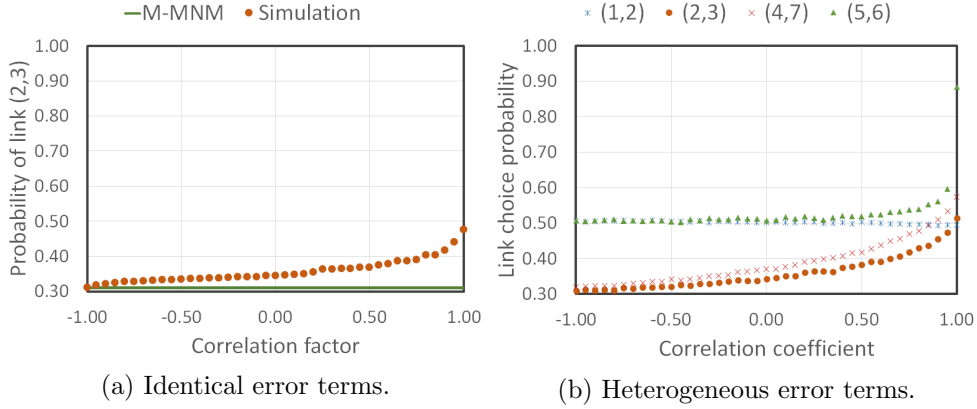 M-MNM Simulation
Probability of link (2,3)
1.00
0.90
0.80
0.70
0.60
0.50
0.40
0.30
-1.00 -0.50 0.00 0.50 1.00
Correlation factor
(a) Identical error terms.
(1,2) (2,3) (4,7) (5,6)
Link choice probability
1.00
0.90
0.80
0.70
0.60
0.50
0.40
0.30
-1.00 -0.50 0.00 0.50 1.00
Correlation coefficient
(b) Heterogeneous error terms.